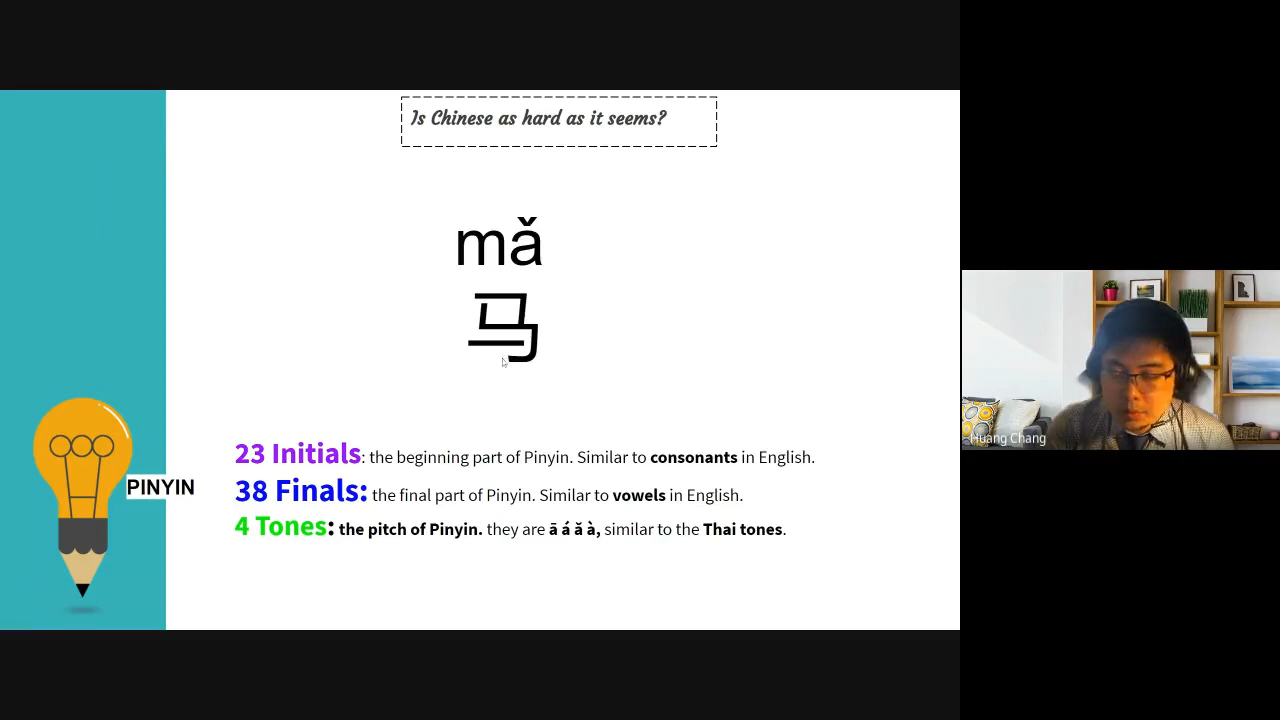 Is Chinese as hard as it seems?
mǎ
马
PINYIN
23 Initials: the beginning part of Pinyin. Similar to consonants in English.
38 Finals: the final part of Pinyin. Similar to vowels in English.
4 Tones: the pitch of Pinyin. they are ā á ǎ à, similar to the Thai tones.
Huang Chang